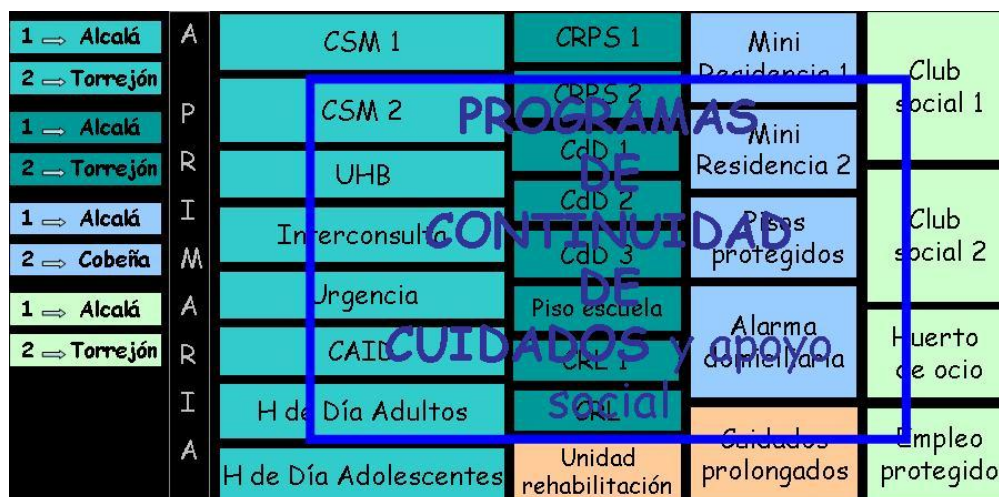 1 ⇒ Alcalá
2 ⇒ Torrejón
1 ⇒ Alcalá
2 ⇒ Torrejón
1 ⇒ Alcalá
2 ⇒ Cobeña
1 ⇒ Alcalá
2 ⇒ Torrejón
A PRIMARIA
CSM 1
CSM 2
UHB
Interconsulta
Urgencia
CAID
H de Día Adultos
H de Día Adolescentes
CRPS 1
CRPS 2
CdD 1
CdD 2
CdD 3
Piso escuela
CRL 1
CRL
Unidad
rehabilitación
Mini
Residencia 1
Mini
Residencia 2
Pisos
protegidos
Alarma
domiciliaria
Cuidados
prolongados
Club
social 1
Club
social 2
Huerto
de ocio
Empleo
protegido
PROGRAMAS
DE
CONTINUIDAD
DE
CUIDADOS y apoyo
social